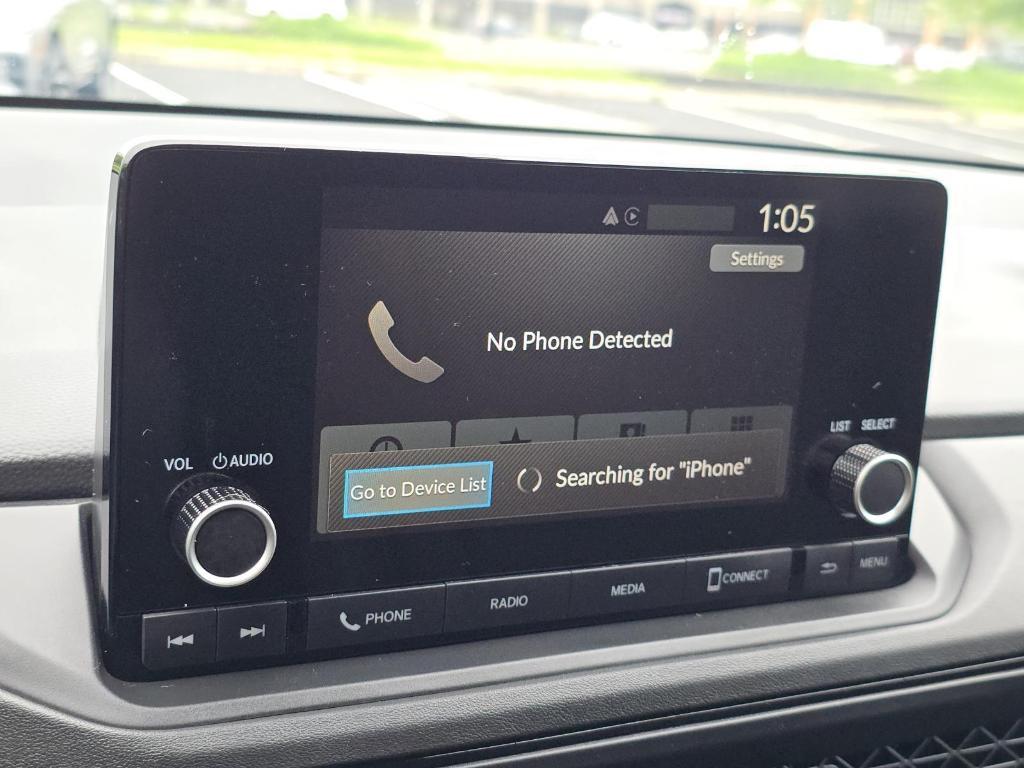 1:05
Settings
No Phone Detected
Go to Device List
Searching for "iPhone"
VOL AUDIO
LIST SELECT
PHONE
RADIO
MEDIA
CONNECT
MENU